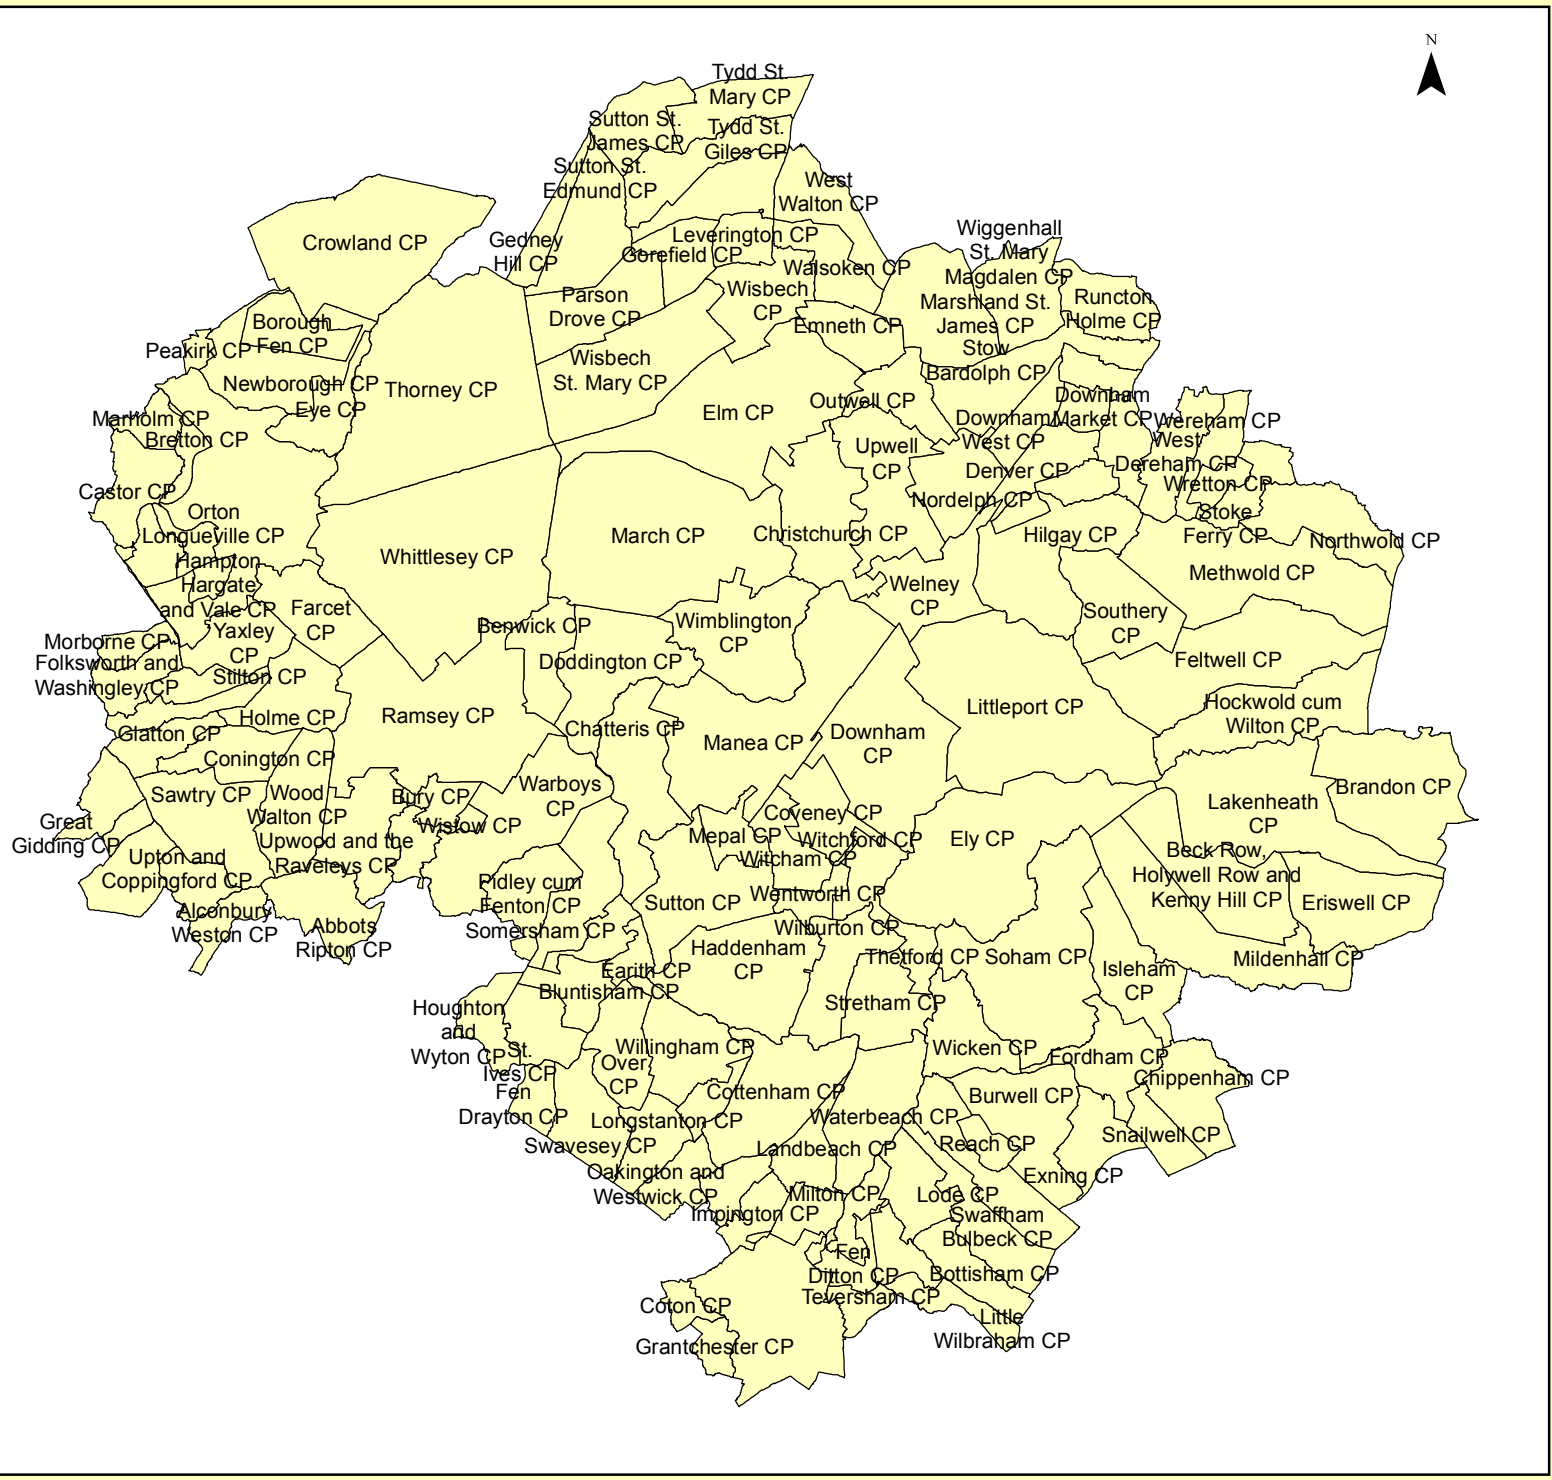 N
Tydd St.
Mary CP
Sutton St.
James CP
Tydd St.
Giles CP
Sutton St.
Edmund CP
West
Walton CP
Crowland CP
Gedney
Hill CP
Leverington CP
Gorefield CP
Wiggenhall
St. Mary
Magdalen CP
Walsoken CP
Parson
Drove CP
Wisbech
CP
Marshland St.
James CP
Runcton
Holme CP
Borough
Fen CP
Emneth CP
Peakirk CP
Stow
Bardolph CP
Wisbech
St. Mary CP
Newborough CP
Thorney CP
Eye CP
Elm CP
Outwell CP
Downham
Market CP
Marholm CP
Bretton CP
Downham
West CP
Wereham CP
West
Dereham CP
Upwell
CP
Denver CP
Wretton CP
Castor CP
Nordelph CP
Orton
Longueville CP
Stoke
Ferry CP
March CP
Christchurch CP
Hilgay CP
Northwold CP
Whittlesey CP
Hampton
Hargate
and Vale CP
Methwold CP
Welney
CP
Farcet
CP
Southery
CP
Benwick CP
Wimblington
CP
Yaxley
CP
Morborne CP
Folksworth and
Washingley CP
Doddington CP
Feltwell CP
Stilton CP
Hockwold cum
Wilton CP
Holme CP
Ramsey CP
Littleport CP
Glatton CP
Chatteris CP
Manea CP
Downham
CP
Conington CP
Warboys
CP
Brandon CP
Sawtry CP
Wood
Walton CP
Bury CP
Lakenheath
CP
Great
Gidding CP
Wistow CP
Coveney CP
Mepal CP
Witchford CP
Ely CP
Upwood and the
Raveleys CP
Witcham CP
Beck Row,
Holywell Row and
Kenny Hill CP
Upton and
Coppingford CP
Pidley cum
Fenton CP
Wentworth CP
Sutton CP
Eriswell CP
Alconbury
Weston CP
Abbots
Ripton CP
Somersham CP
Wilburton CP
Haddenham
CP
Thetford CP
Soham CP
Mildenhall CP
Earith CP
Isleham
CP
Bluntisham CP
Stretham CP
Houghton
and
Wyton CP
St.
Ives CP
Willingham CP
Wicken CP
Fordham CP
Over
CP
Chippenham CP
Fen
Drayton CP
Cottenham CP
Burwell CP
Longstanton CP
Waterbeach CP
Snailwell CP
Swavesey CP
Landbeach CP
Reach CP
Oakington and
Westwick CP
Exning CP
Milton CP
Lode CP
Impington CP
Swaffham
Bulbeck CP
Fen
Ditton CP
Bottisham CP
Teversham CP
Coton CP
Little
Wilbraham CP
Grantchester CP